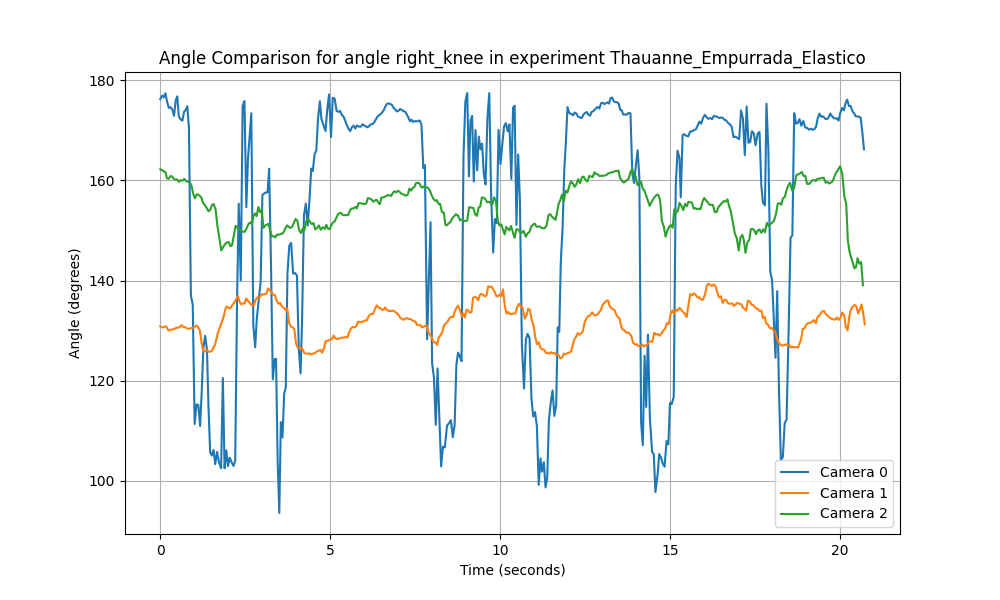 Angle Comparison for angle right_knee in experiment Thauanne_Empurrada_Elastico
180
160
140
120
100
Angle (degrees)
0 5 10 15 20
Time (seconds)
Camera 0
Camera 1
Camera 2